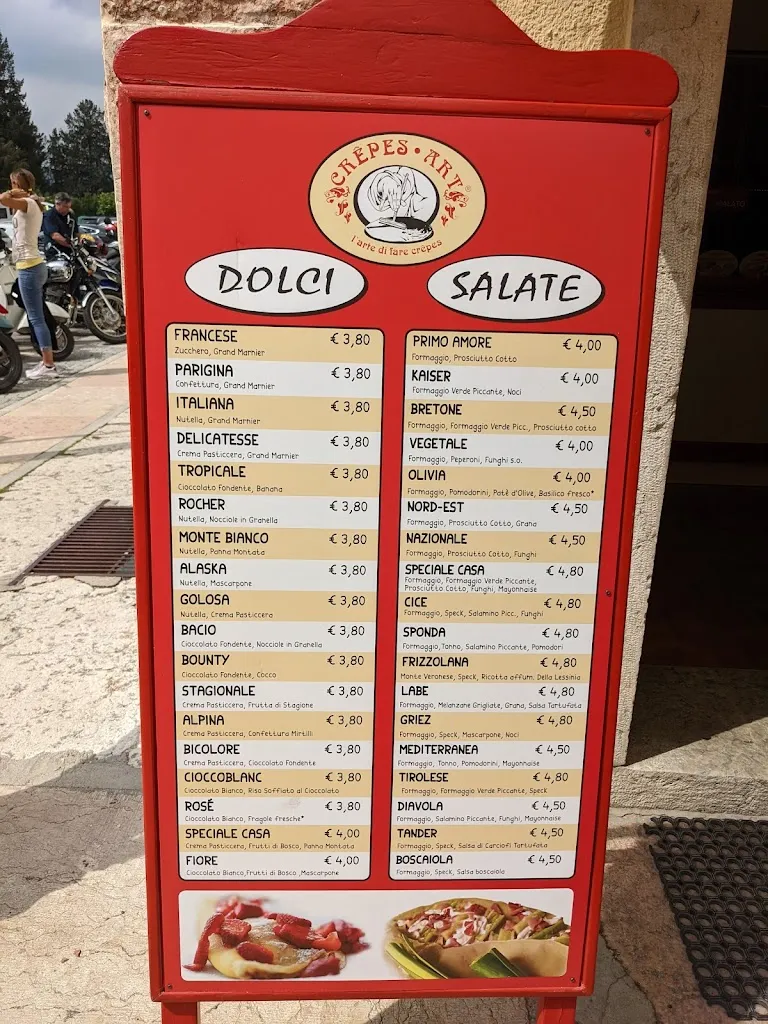 CRÊPES • ART®
l'arte di fare crêpes
DOLCI
FRANCESE € 3,80
Zucchero, Grand Marnier
PARIGINA € 3,80
Confettura, Grand Marnier
ITALIANA € 3,80
Nutella, Grand Marnier
DELICATESSE € 3,80
Crema Pasticcera, Grand Marnier
TROPICALE € 3,80
Cioccolato Fondente, Banana
ROCHER € 3,80
Nutella, Nocciole in Granella
MONTE BIANCO € 3,80
Nutella, Panna Montata
ALASKA € 3,80
Nutella, Mascarpone
GOLOSA € 3,80
Nutella, Crema Pasticcera
BACIO € 3,80
Cioccolato Fondente, Nocciole in Granella
BOUNTY € 3,80
Cioccolato Fondente, Cocco
STAGIONALE € 3,80
Crema Pasticcera, Frutta di Stagione
ALPINA € 3,80
Crema Pasticcera, Confettura Mirtilli
BICOLORE € 3,80
Crema Pasticcera, Cioccolato Fondente
CIOCCOBLANC € 3,80
Cioccolato Bianco, Riso Soffiato al Cioccolato
ROSÉ € 3,80
Cioccolato Bianco, Fragole fresche*
SPECIALE CASA € 4,00
Crema Pasticcera, Frutti di Bosco, Panna Montata
FIORE € 4,00
Cioccolato Bianco,Frutti di Bosco ,Mascarpone
SALATE
PRIMO AMORE € 4,00
Formaggio, Prosciutto Cotto
KAISER € 4,00
Formaggio Verde Piccante, Noci
BRETONE € 4,50
Formaggio, Formaggio Verde Picc., Prosciutto cotto
VEGETALE € 4,00
Formaggio, Peperoni, Funghi s.o.
OLIVIA € 4,00
Formaggio, Pomodorini, Patè d'Olive, Basilico fresco*
NORD-EST € 4,50
Formaggio, Prosciutto Cotto, Grana
NAZIONALE € 4,50
Formaggio, Prosciutto Cotto, Funghi
SPECIALE CASA € 4,80
Formaggio, Formaggio Verde Piccante,
Prosciutto Cotto, Funghi, Mayonnaise
CICE € 4,80
Formaggio, Speck, Salamino Picc., Funghi
SPONDA € 4,80
Formaggio,Tonno, Salamino Piccante, Pomodori
FRIZZOLANA € 4,80
Monte Veronese, Speck, Ricotta affum. Della Lessinia
LABE € 4,80
Formaggio, Melanzane Grigliate, Grana, Salsa Tartufata
GRIEZ € 4,80
Formaggio, Speck, Mascarpone, Noci
MEDITERRANEA € 4,50
Formaggio, Tonno, Pomodorini, Mayonnaise
TIROLESE € 4,80
Formaggio, Formaggio Verde Piccante, Speck
DIAVOLA € 4,50
Formaggio, Salamino Piccante, Funghi, Mayonnaise
TANDER € 4,50
Formaggio, Speck, Salsa di Carciofi Tartufata
BOSCAIOLA € 4,50
Formaggio, Speck, Salsa boscaiola